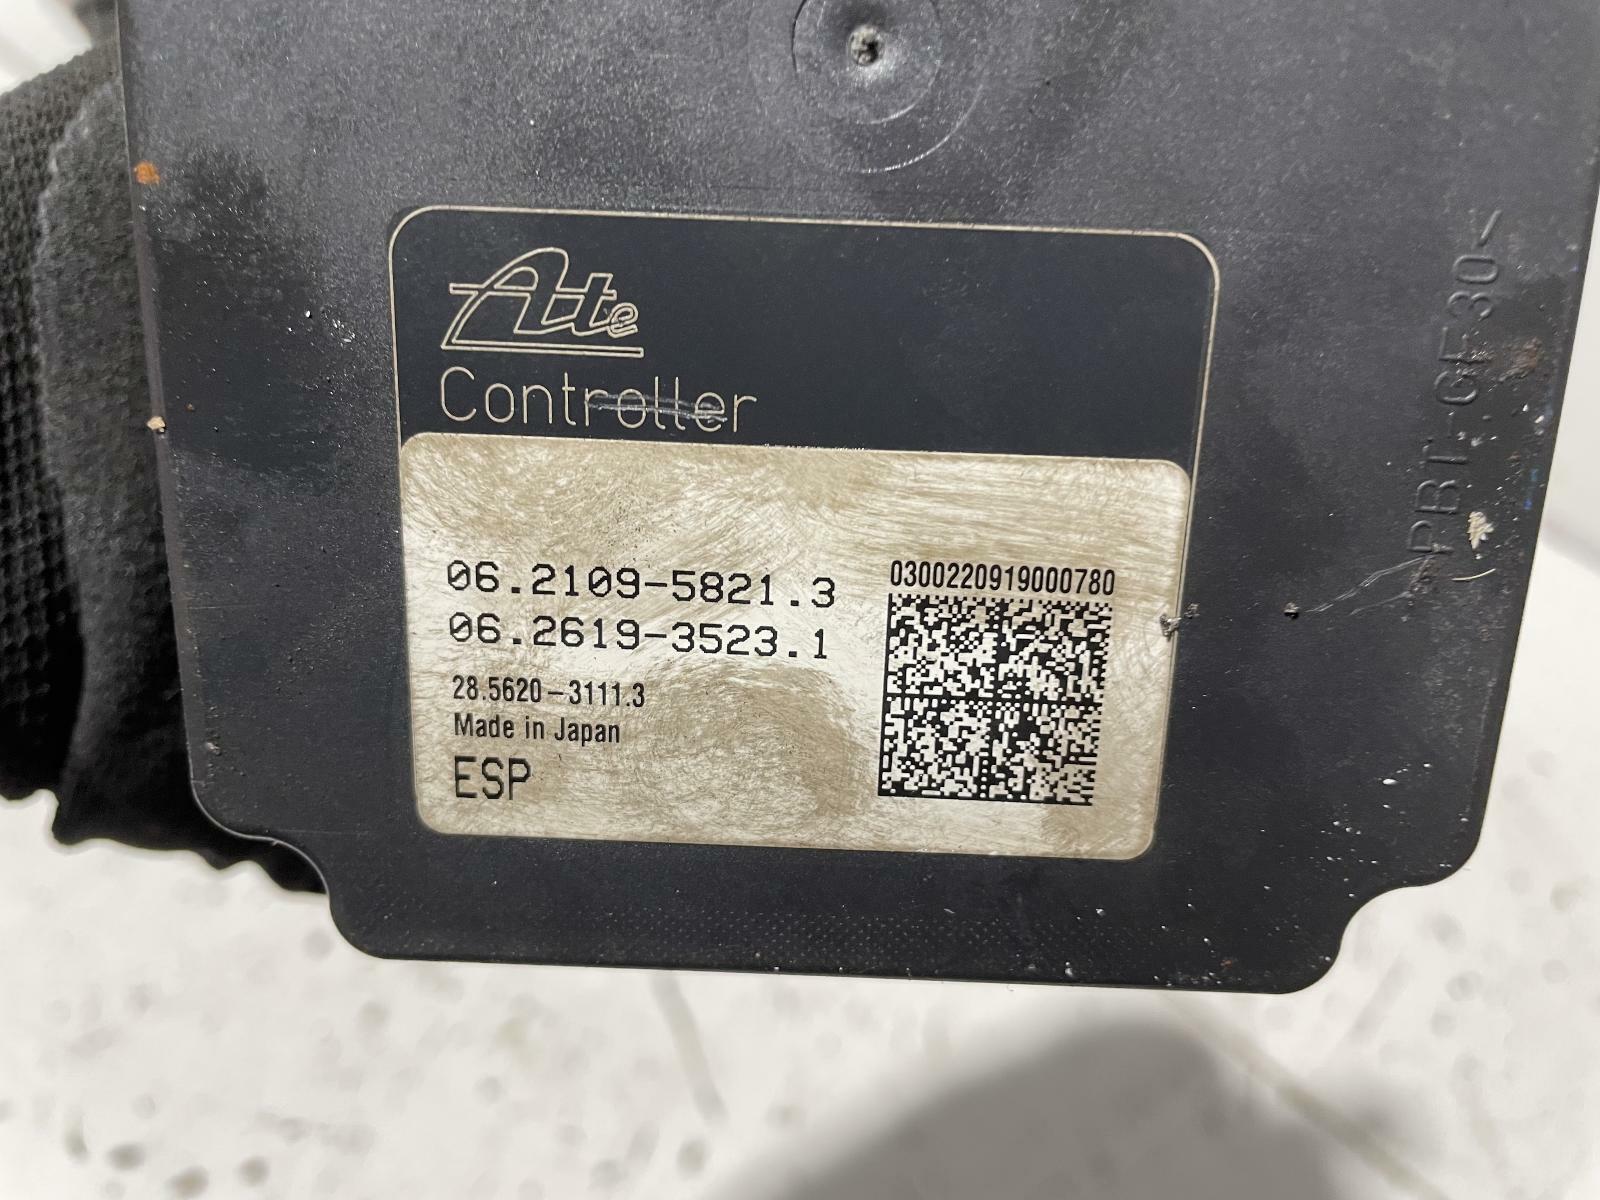 Ate
Controller
06.2109-5821.3
06.2619-3523.1
28.5620-3111.3
Made in Japan
ESP
0300220919000780
>PBT-GF30<